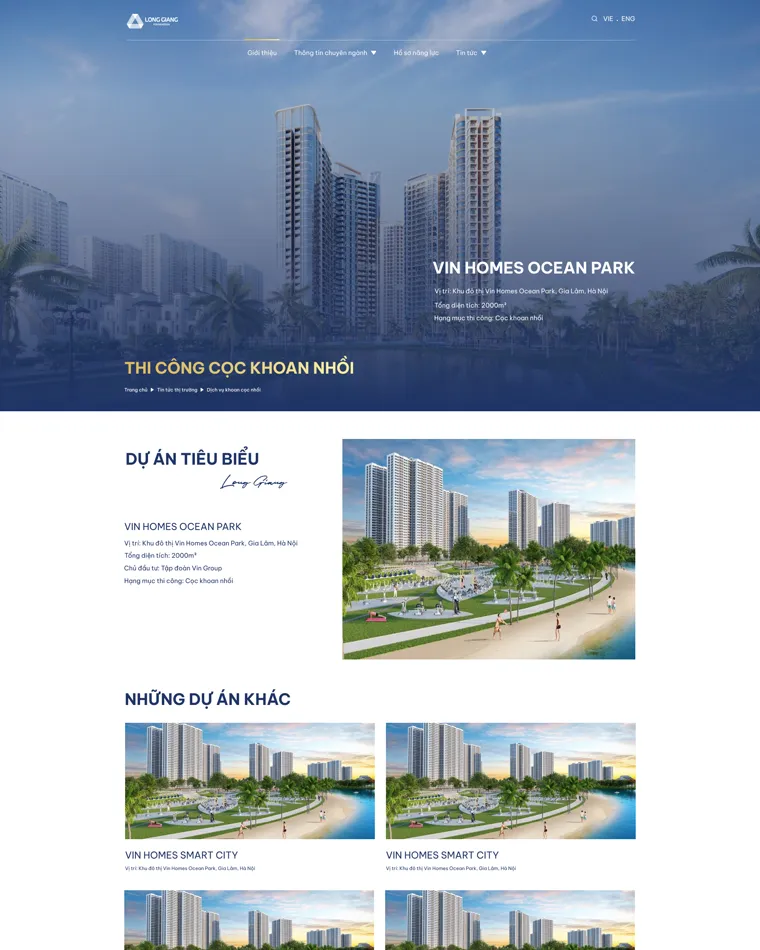 LONG GIANG
VIE . ENG
Giới thiệu
Thông tin chuyên ngành
Hồ sơ năng lực
Tin tức
VIN HOMES OCEAN PARK
Vị trí: Khu đô thị Vin Homes Ocean Park, Gia Lâm, Hà Nội
Tổng diện tích: 2000m²
Hạng mục thi công: Cọc khoan nhồi
THI CÔNG CỌC KHOAN NHỒI
Trang chủ ▶ Tin tức thị trường ▶ Dịch vụ khoan cọc nhồi
DỰ ÁN TIÊU BIỂU
Long Giang
VIN HOMES OCEAN PARK
Vị trí: Khu đô thị Vin Homes Ocean Park, Gia Lâm, Hà Nội
Tổng diện tích: 2000m²
Chủ đầu tư: Tập đoàn Vin Group
Hạng mục thi công: Cọc khoan nhồi
NHỮNG DỰ ÁN KHÁC
VIN HOMES SMART CITY
Vị trí: Khu đô thị Vin Homes Ocean Park, Gia Lâm, Hà Nội
VIN HOMES SMART CITY
Vị trí: Khu đô thị Vin Homes Ocean Park, Gia Lâm, Hà Nội